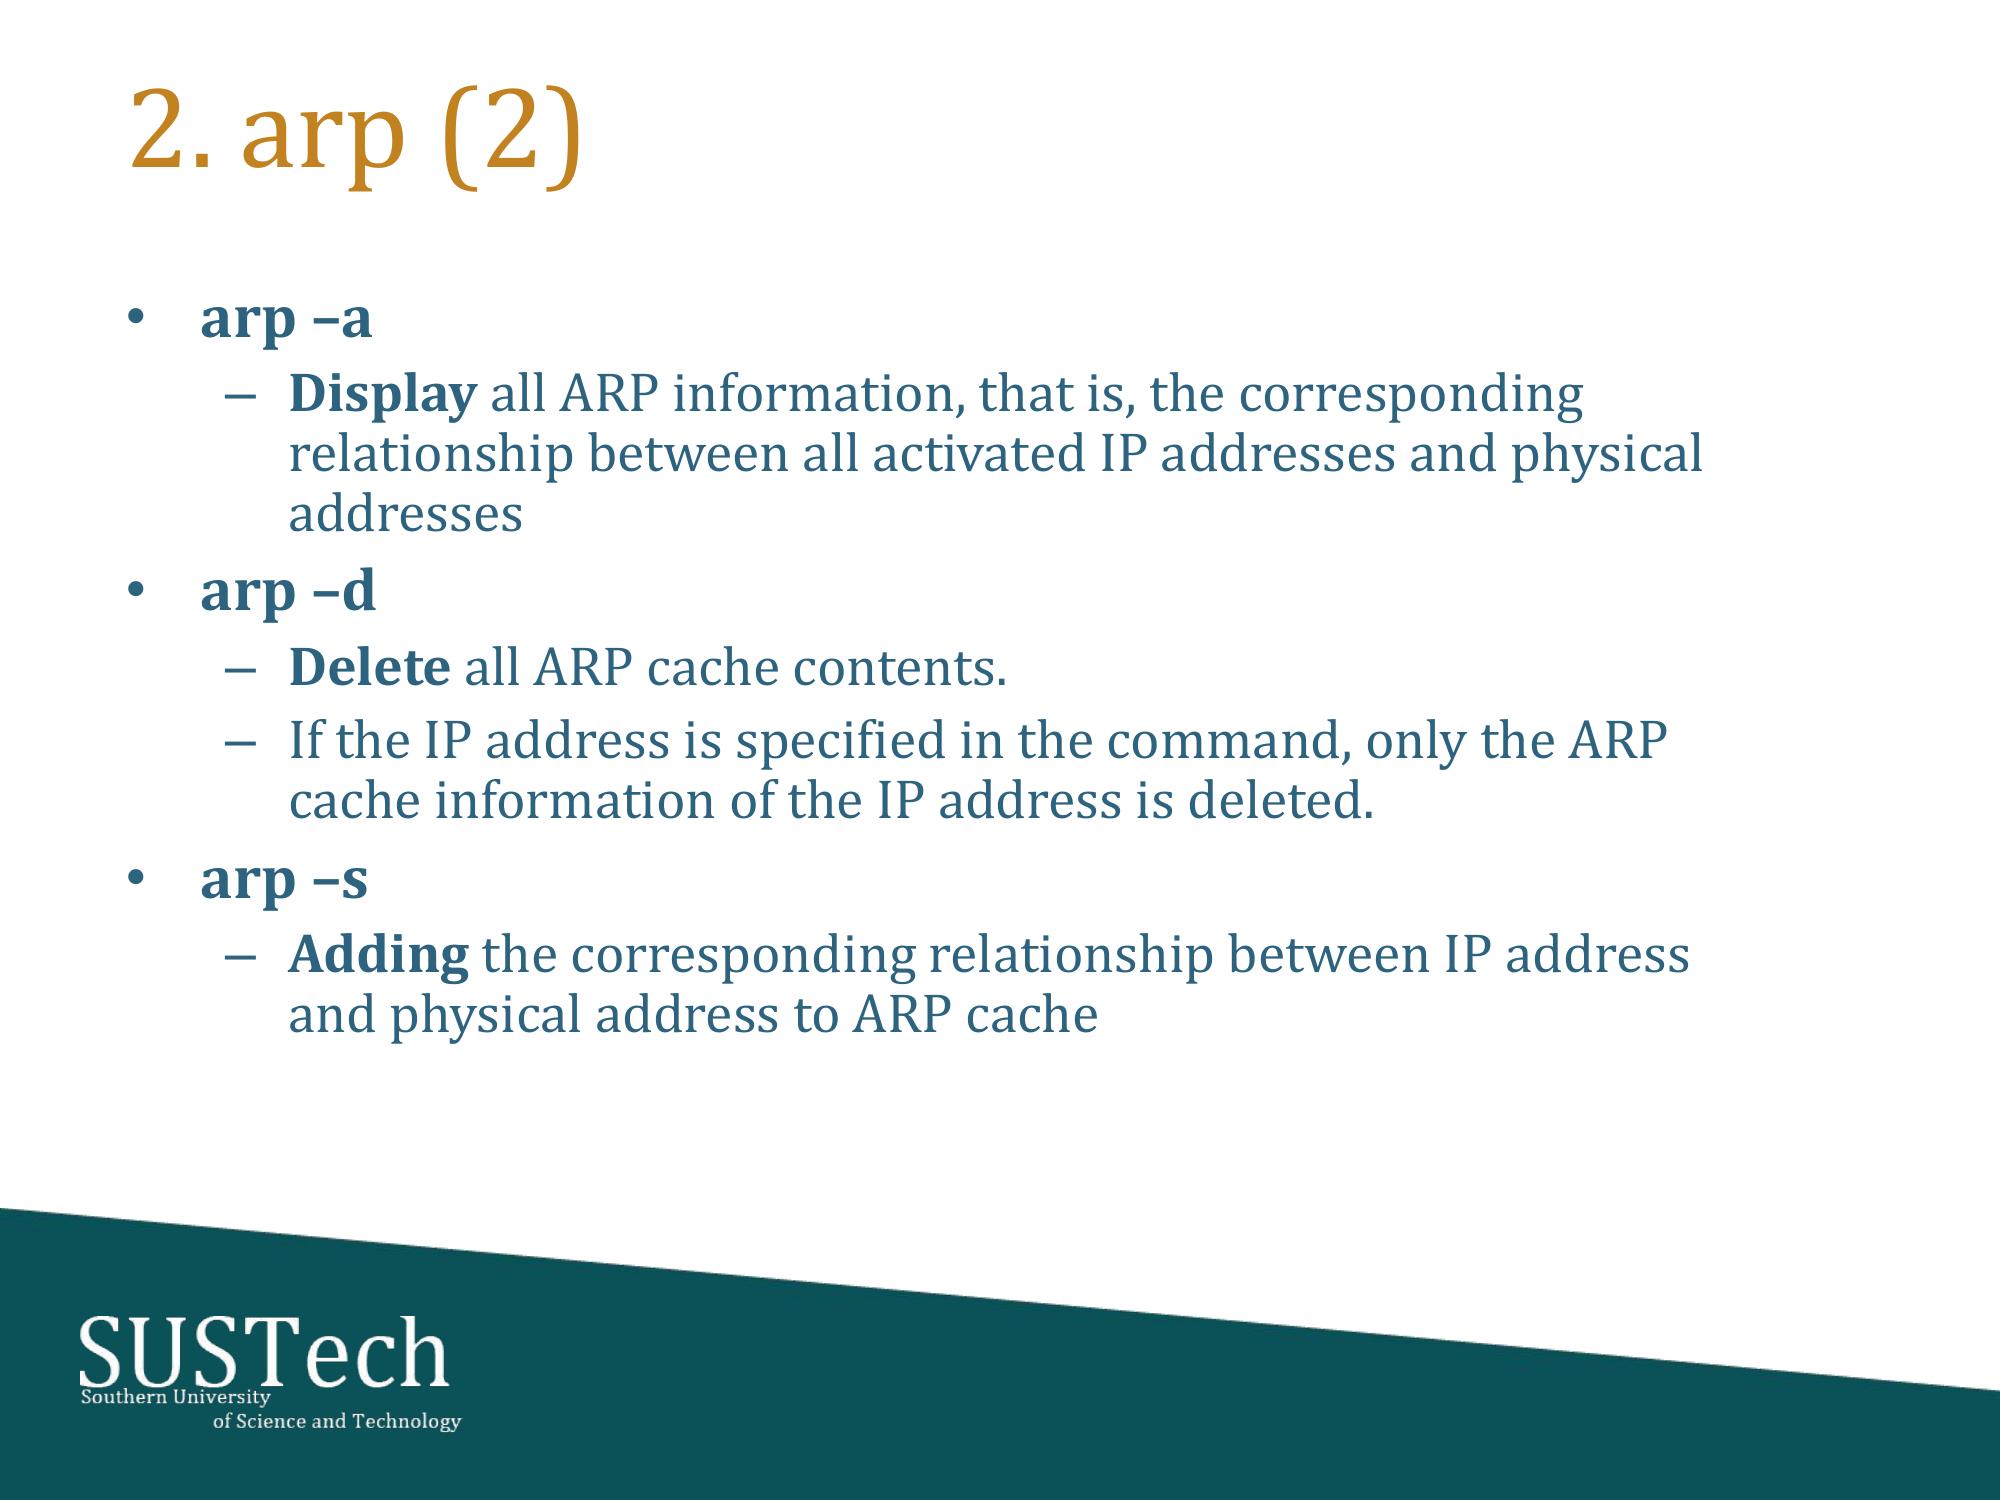 2. arp (2)
• arp –a
– Display all ARP information, that is, the corresponding
relationship between all activated IP addresses and physical
addresses
• arp –d
– Delete all ARP cache contents.
– If the IP address is specified in the command, only the ARP
cache information of the IP address is deleted.
• arp –s
– Adding the corresponding relationship between IP address
and physical address to ARP cache
SUSTech
Southern University
of Science and Technology